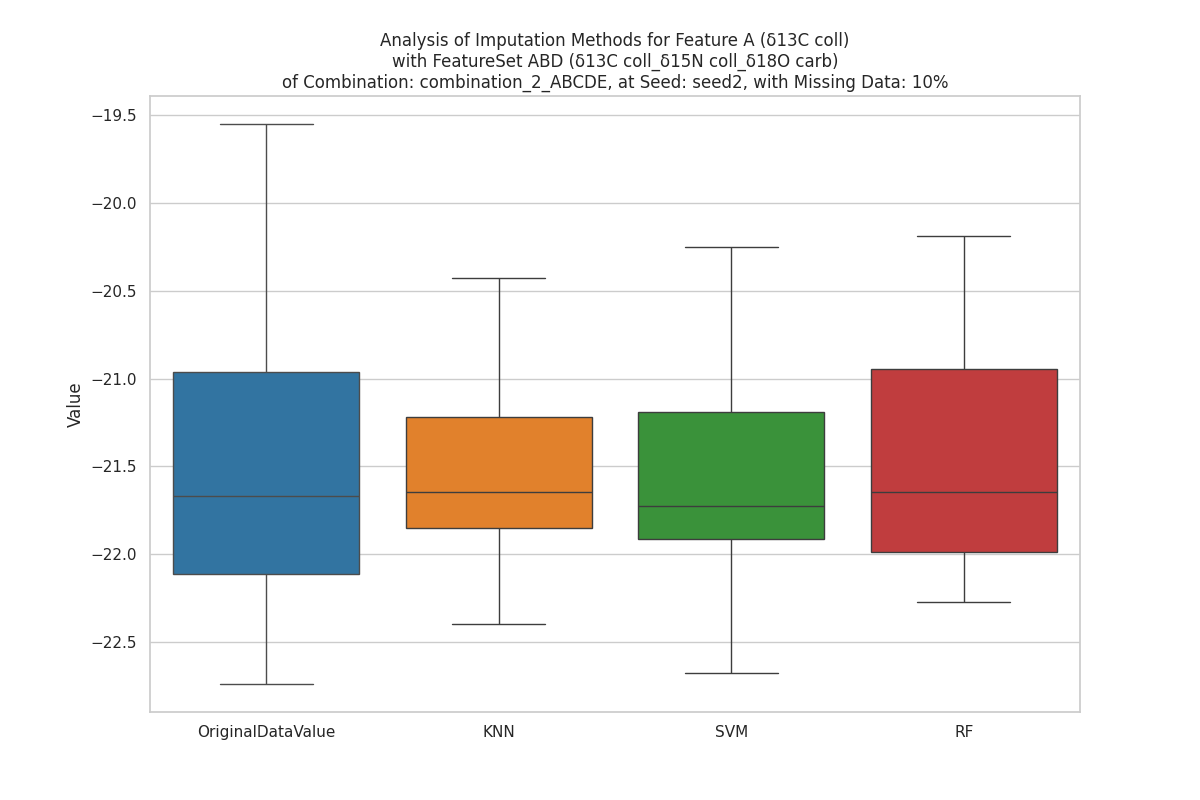 Analysis of Imputation Methods for Feature A (δ13C coll)
with FeatureSet ABD (δ13C coll_δ15N coll_δ18O carb)
of Combination: combination_2_ABCDE, at Seed: seed2, with Missing Data: 10%
−19.5
−20.0
−20.5
−21.0
−21.5
−22.0
−22.5
Value
OriginalDataValue
KNN
SVM
RF